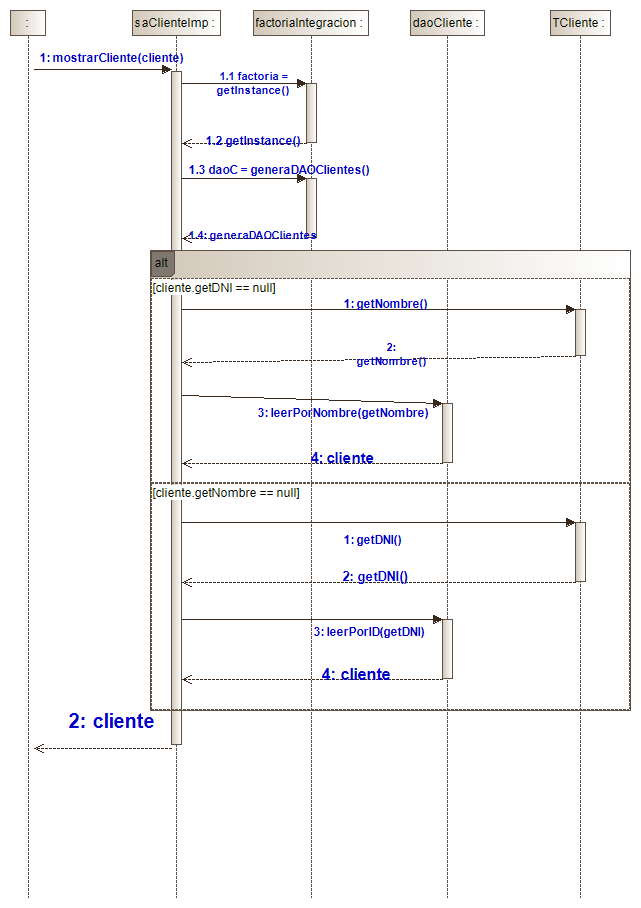 :
saClienteImp :
factoriaIntegracion :
daoCliente :
TCliente :
1: mostrarCliente(cliente)
1.1 factoria =
getInstance()
1.2 getInstance()
1.3 daoC = generaDAOClientes()
1.4: generaDAOClientes
alt
[cliente.getDNI == null]
1: getNombre()
2:
getNombre()
3: leerPorNombre(getNombre)
4: cliente
[cliente.getNombre == null]
1: getDNI()
2: getDNI()
3: leerPorID(getDNI)
4: cliente
2: cliente